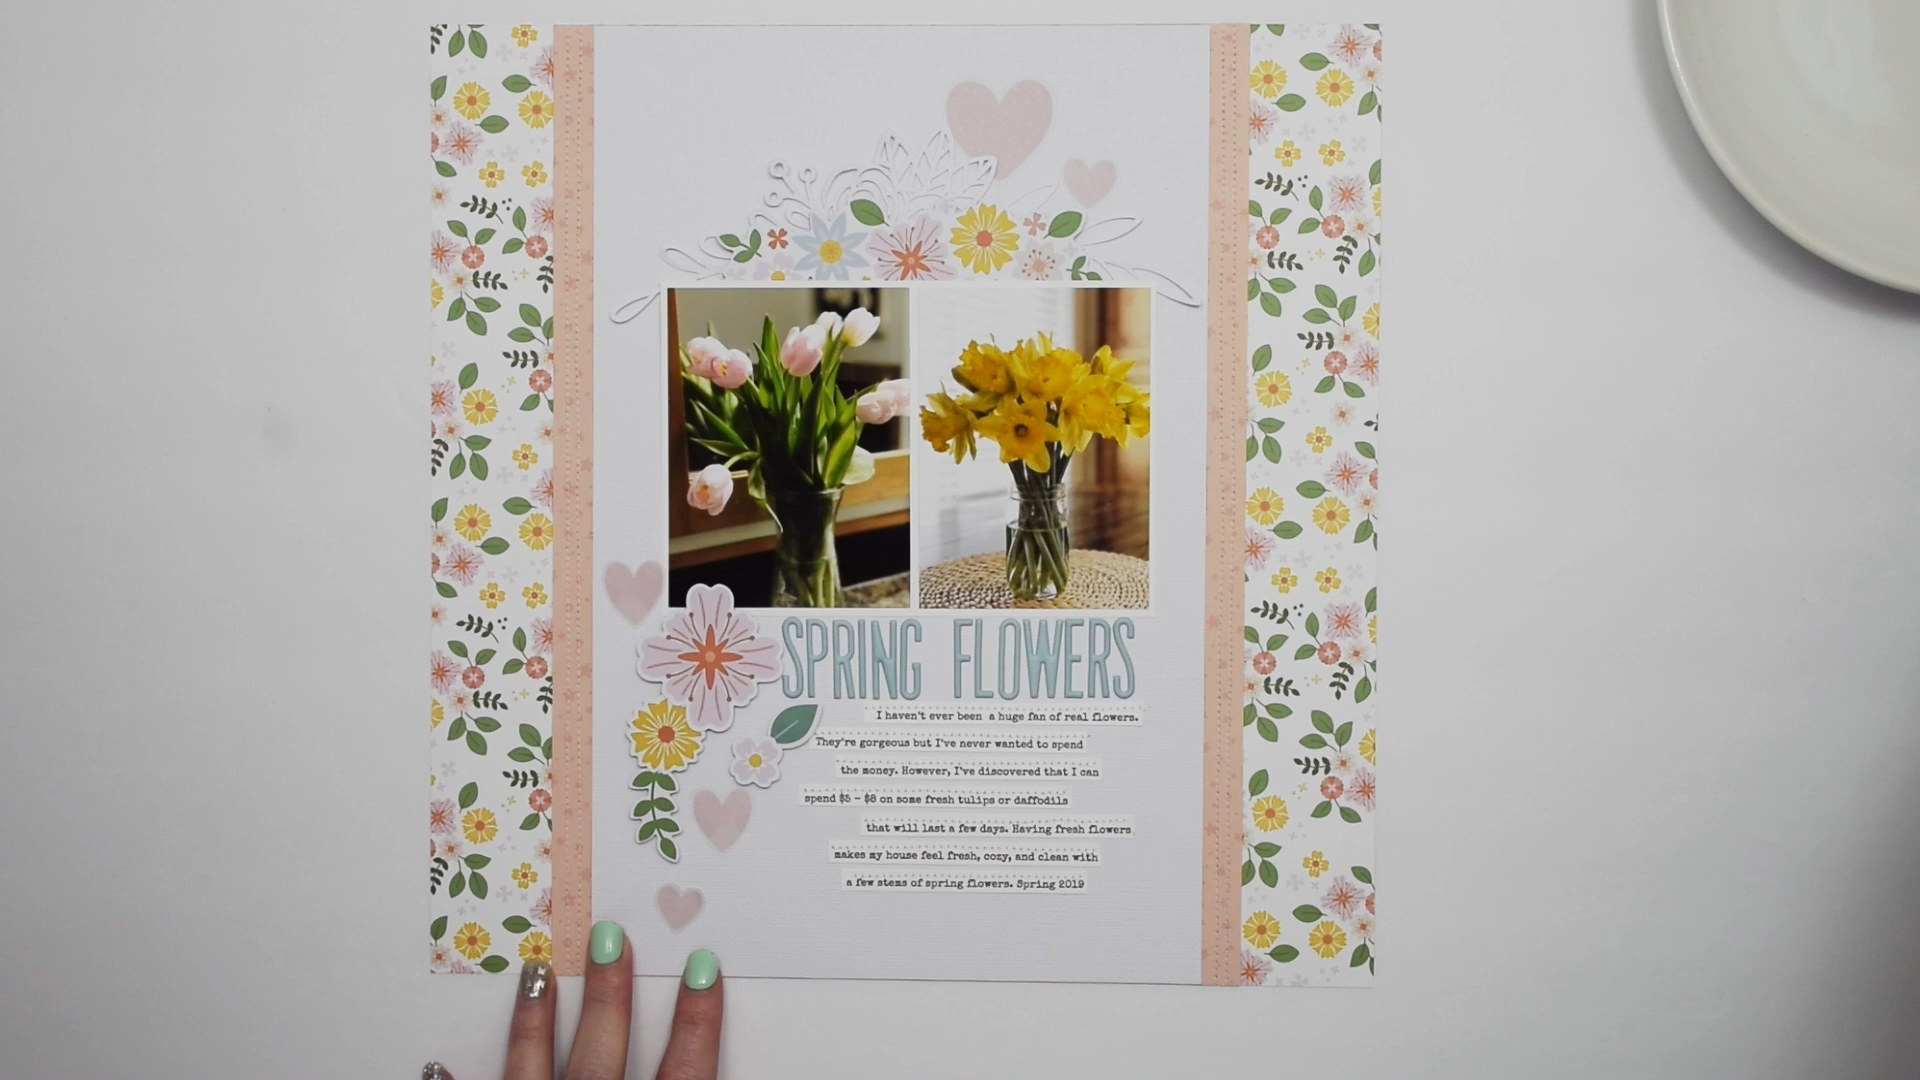 SPRING FLOWERS
I haven't ever been a huge fan of real flowers.
They're gorgeous but I've never wanted to spend
the money. However, I've discovered that I can
spend $5 - $8 on some fresh tulips or daffodils
that will last a few days. Having fresh flowers
makes my house feel fresh, cozy, and clean with
a few stems of spring flowers. Spring 2019